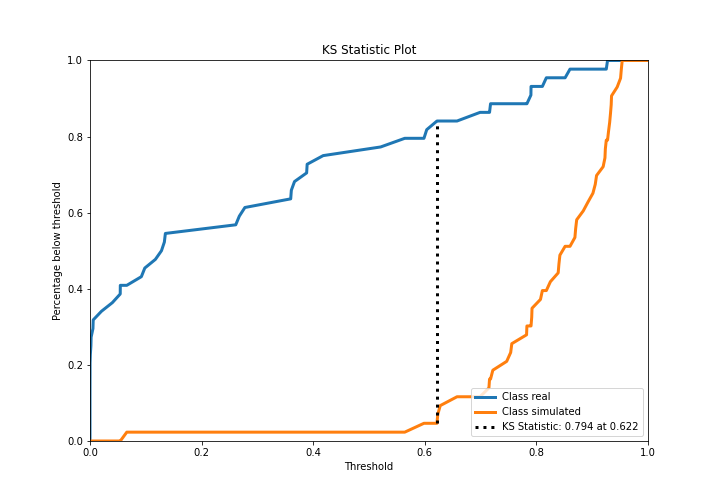 KS Statistic Plot
1.0
0.8
0.6
0.4
0.2
0.0
Percentage below threshold
Class real
Class simulated
KS Statistic: 0.794 at 0.622
0.0 0.2 0.4 0.6 0.8 1.0
Threshold